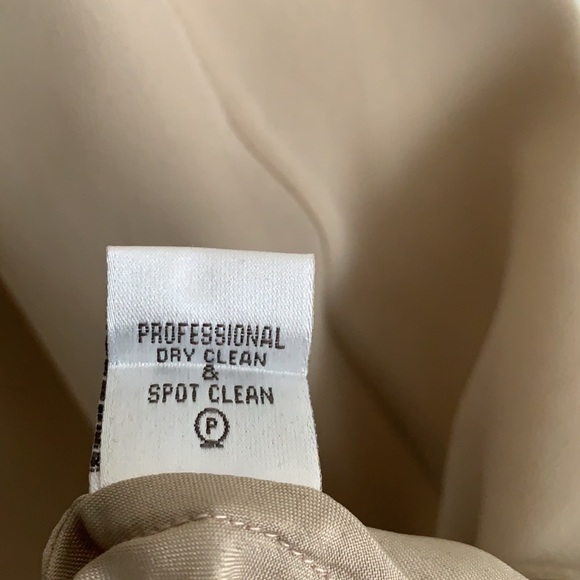 PROFESSIONAL
DRY CLEAN
&
SPOT CLEAN
P